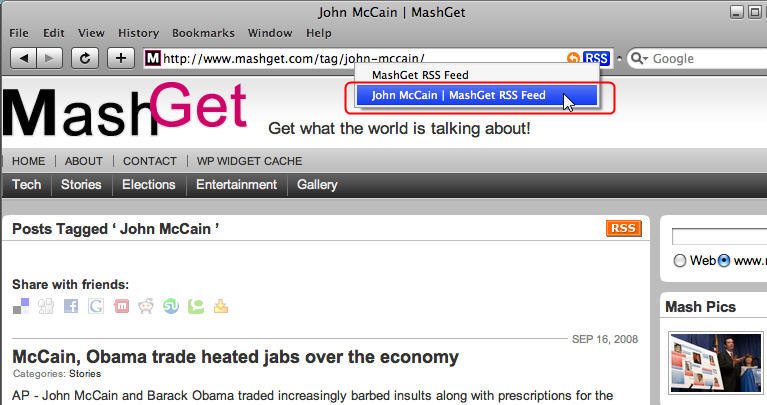 John McCain | MashGet
File Edit View History Bookmarks Window Help
M http://www.mashget.com/tag/john-mccain/ RSS Google
MashGet RSS Feed
John McCain | MashGet RSS Feed
MashGet
Get what the world is talking about!
HOME ABOUT CONTACT WP WIDGET CACHE
Tech Stories Elections Entertainment Gallery
Posts Tagged ‘ John McCain ’ RSS
Web www.
Share with friends:
Mash Pics
SEP 16, 2008
McCain, Obama trade heated jabs over the economy
Categories: Stories
AP - John McCain and Barack Obama traded increasingly barbed insults along with prescriptions for the